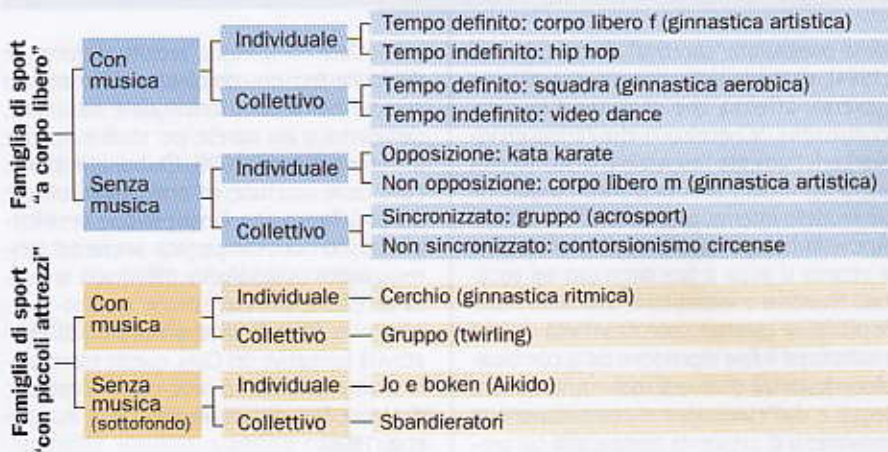 Famiglia di sport
"a corpo libero"
Con
musica
Individuale
Tempo definito: corpo libero f (ginnastica artistica)
Tempo indefinito: hip hop
Collettivo
Tempo definito: squadra (ginnastica aerobica)
Tempo indefinito: video dance
Senza
musica
Individuale
Opposizione: kata karate
Non opposizione: corpo libero m (ginnastica artistica)
Collettivo
Sincronizzato: gruppo (acrosport)
Non sincronizzato: contorsionismo circense
Famiglia di sport
"con piccoli attrezzi"
Con
musica
Individuale
Cerchio (ginnastica ritmica)
Collettivo
Gruppo (twirling)
Senza
musica
(sottofondo)
Individuale
Jo e boken (Aikido)
Collettivo
Sbandieratori